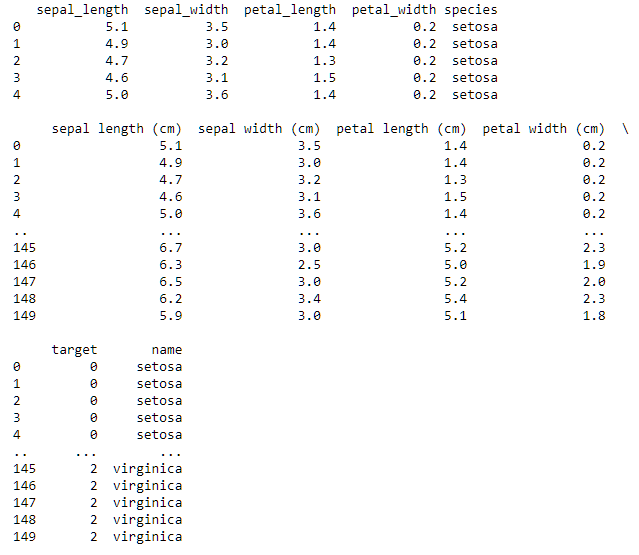 sepal_length  sepal_width  petal_length  petal_width species
0           5.1          3.5           1.4          0.2  setosa
1           4.9          3.0           1.4          0.2  setosa
2           4.7          3.2           1.3          0.2  setosa
3           4.6          3.1           1.5          0.2  setosa
4           5.0          3.6           1.4          0.2  setosa
     sepal length (cm)  sepal width (cm)  petal length (cm)  petal width (cm)  \
0                  5.1               3.5                1.4               0.2
1                  4.9               3.0                1.4               0.2
2                  4.7               3.2                1.3               0.2
3                  4.6               3.1                1.5               0.2
4                  5.0               3.6                1.4               0.2
..                 ...               ...                ...               ...
145                6.7               3.0                5.2               2.3
146                6.3               2.5                5.0               1.9
147                6.5               3.0                5.2               2.0
148                6.2               3.4                5.4               2.3
149                5.9               3.0                5.1               1.8
     target       name
0         0     setosa
1         0     setosa
2         0     setosa
3         0     setosa
4         0     setosa
..      ...        ...
145       2  virginica
146       2  virginica
147       2  virginica
148       2  virginica
149       2  virginica